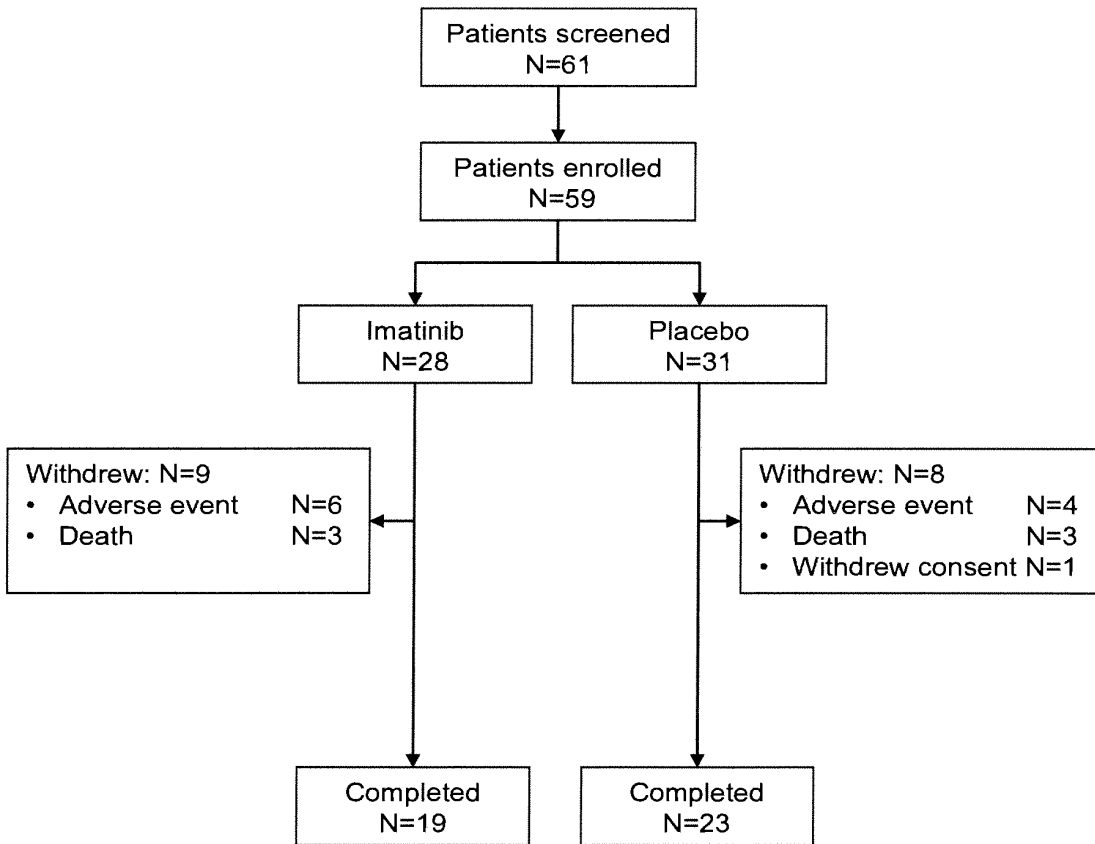 Patients screened
N=61
Patients enrolled
N=59
Imatinib
N=28
Placebo
N=31
Withdrew: N=9
• Adverse event N=6
• Death N=3
Withdrew: N=8
• Adverse event N=4
• Death N=3
• Withdrew consent N=1
Completed
N=19
Completed
N=23